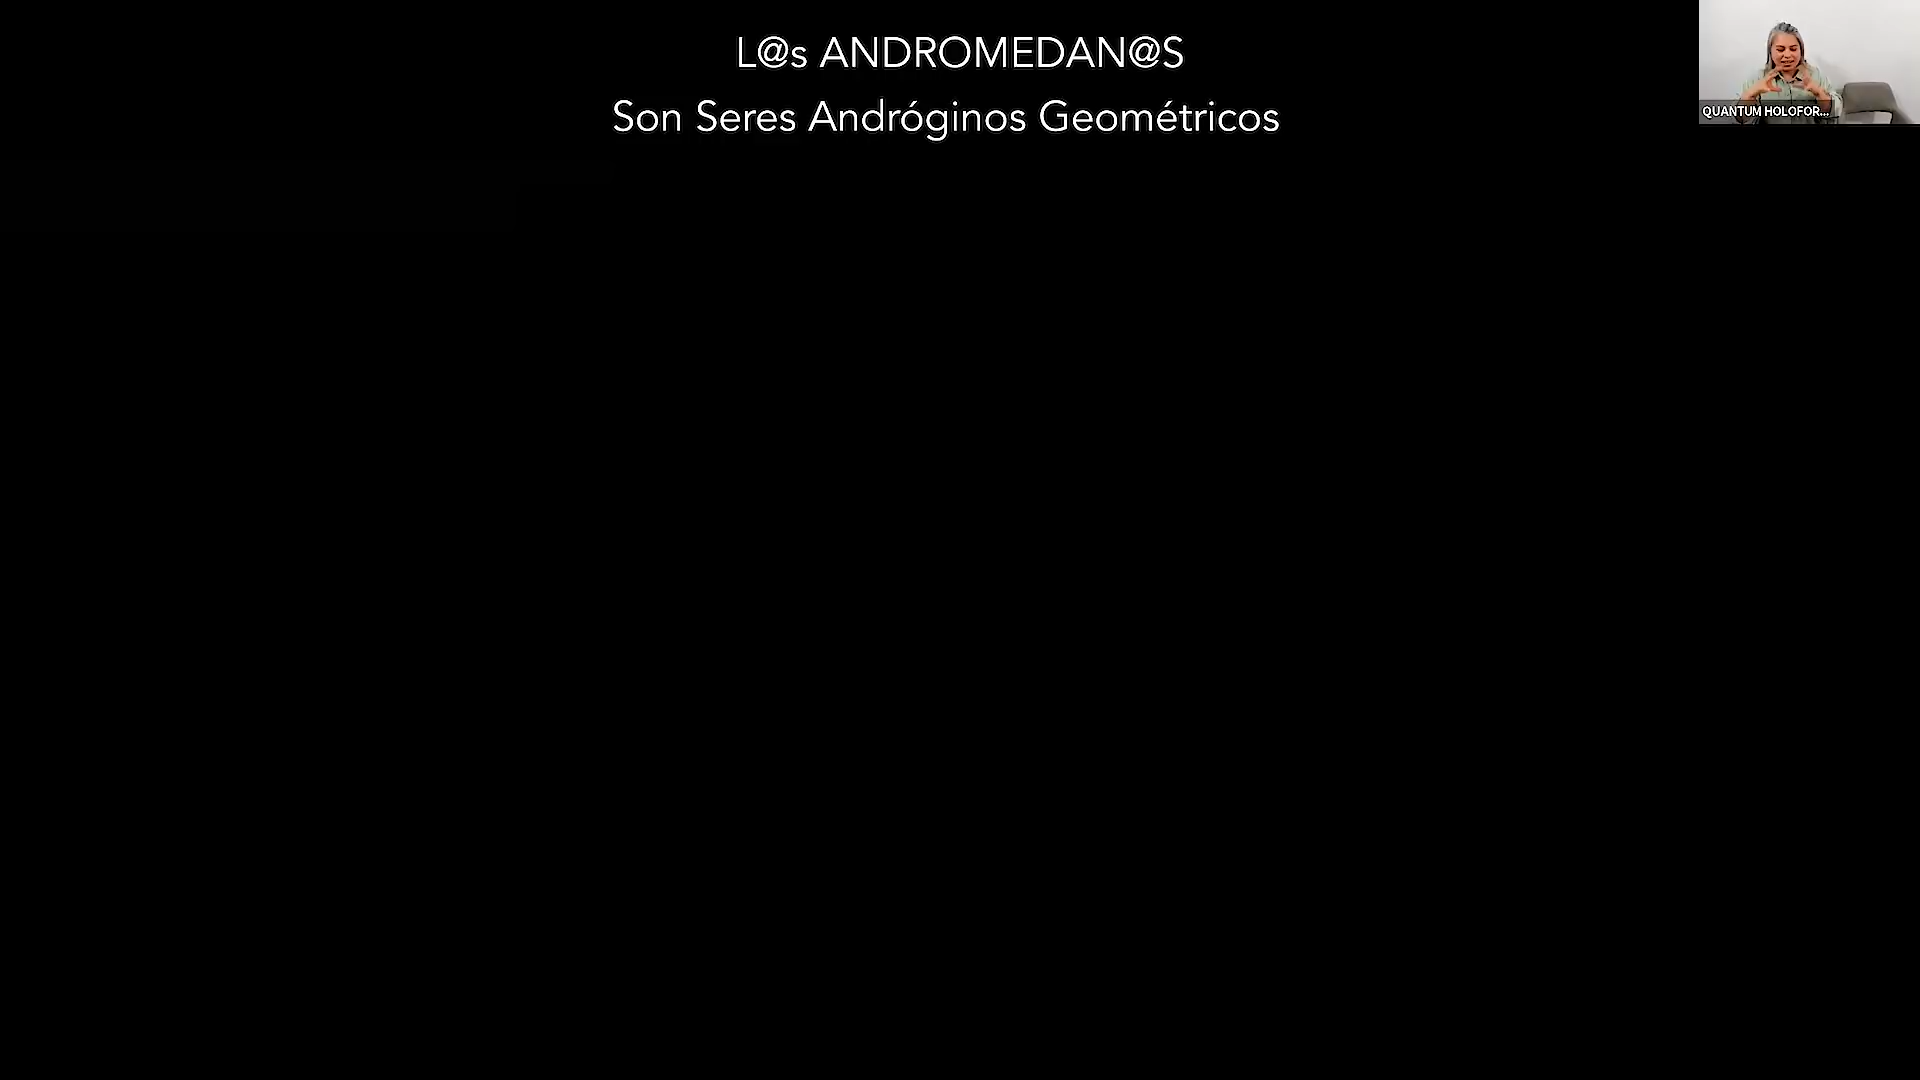 L@s ANDROMEDAN@S
Son Seres Andróginos Geométricos
QUANTUM HOLOFOR...